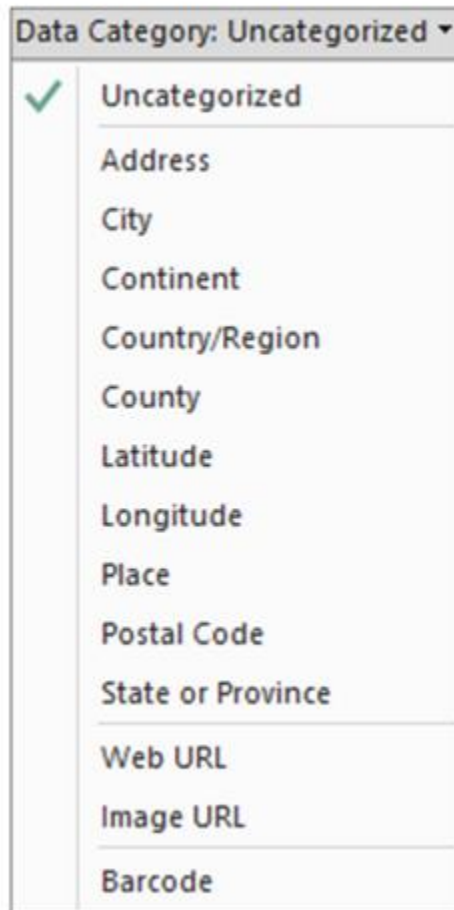 Data Category: Uncategorized
Uncategorized
Address
City
Continent
Country/Region
County
Latitude
Longitude
Place
Postal Code
State or Province
Web URL
Image URL
Barcode